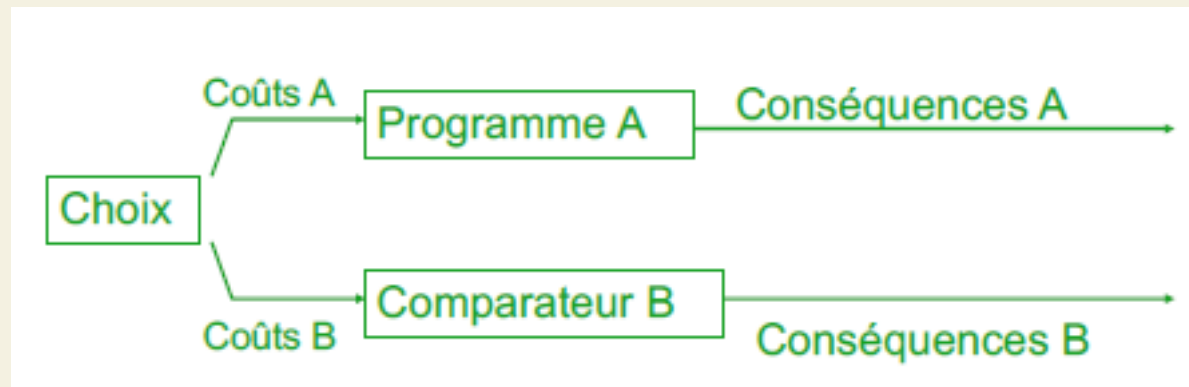 Coûts A
Programme A
Conséquences A
Choix
Comparateur B
Coûts B
Conséquences B